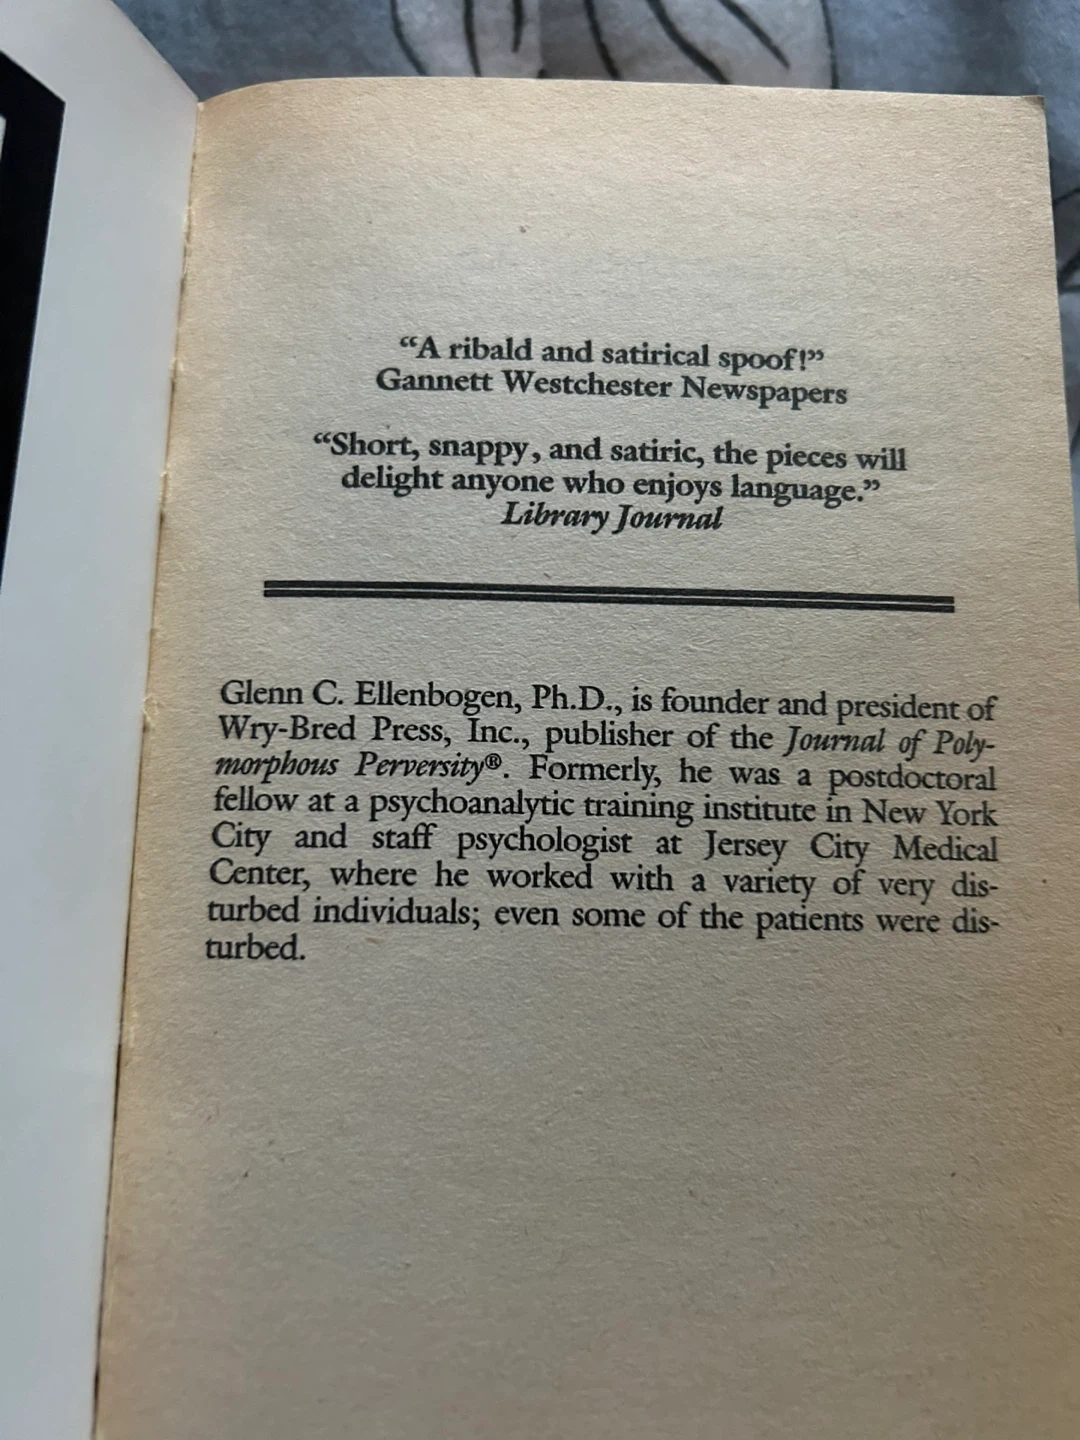 “A ribald and satirical spoof!”
Gannett Westchester Newspapers
“Short, snappy, and satiric, the pieces will
delight anyone who enjoys language.”
Library Journal
Glenn C. Ellenbogen, Ph.D., is founder and president of
Wry-Bred Press, Inc., publisher of the Journal of Poly-
morphous Perversity®. Formerly, he was a postdoctoral
fellow at a psychoanalytic training institute in New York
City and staff psychologist at Jersey City Medical
Center, where he worked with a variety of very dis-
turbed individuals; even some of the patients were dis-
turbed.